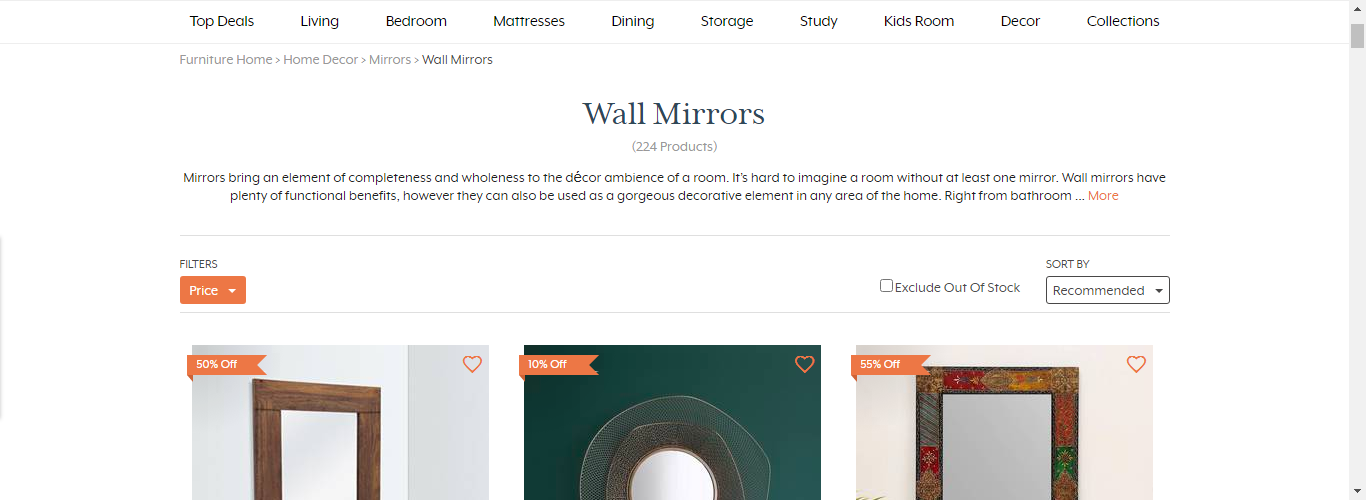 Top Deals Living Bedroom Mattresses Dining Storage Study Kids Room Decor Collections
Furniture Home > Home Decor > Mirrors > Wall Mirrors
Wall Mirrors
(224 Products)
Mirrors bring an element of completeness and wholeness to the décor ambience of a room. It's hard to imagine a room without at least one mirror. Wall mirrors have
plenty of functional benefits, however they can also be used as a gorgeous decorative element in any area of the home. Right from bathroom ... More
FILTERS
Price
Exclude Out Of Stock
SORT BY
Recommended
50% Off
10% Off
55% Off